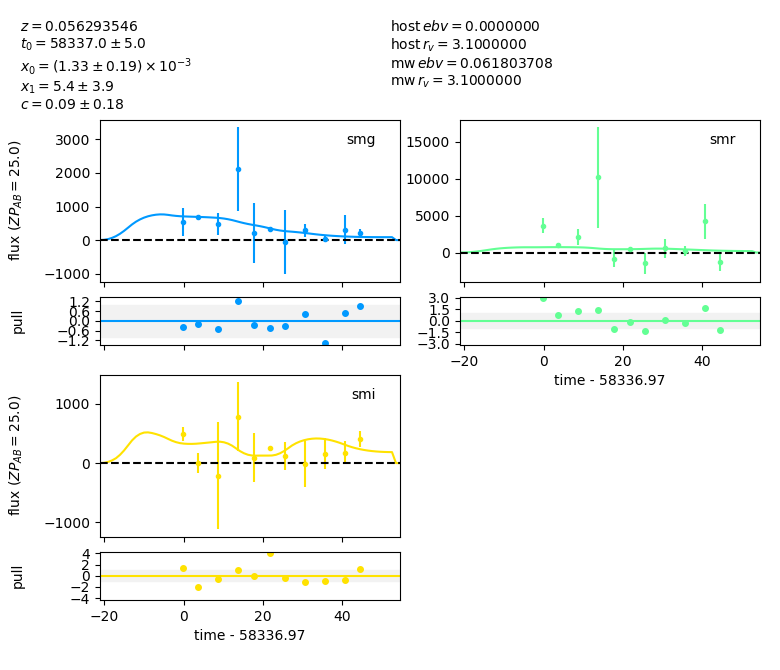 z = 0.056293546
t₀ = 58337.0 ± 5.0
x₀ = (1.33 ± 0.19) × 10⁻³
x₁ = 5.4 ± 3.9
c = 0.09 ± 0.18
host ebv = 0.0000000
host r_v = 3.1000000
mw ebv = 0.061803708
mw r_v = 3.1000000
smg
flux (ZP_AB = 25.0)
3000
2000
1000
0
−1000
smr
15000
10000
5000
0
pull
1.2
0.6
0.0
−0.6
−1.2
3.0
1.5
0.0
−1.5
−3.0
−20 0 20 40
time - 58336.97
smi
flux (ZP_AB = 25.0)
1000
0
−1000
pull
4
2
0
−2
−4
−20 0 20 40
time - 58336.97